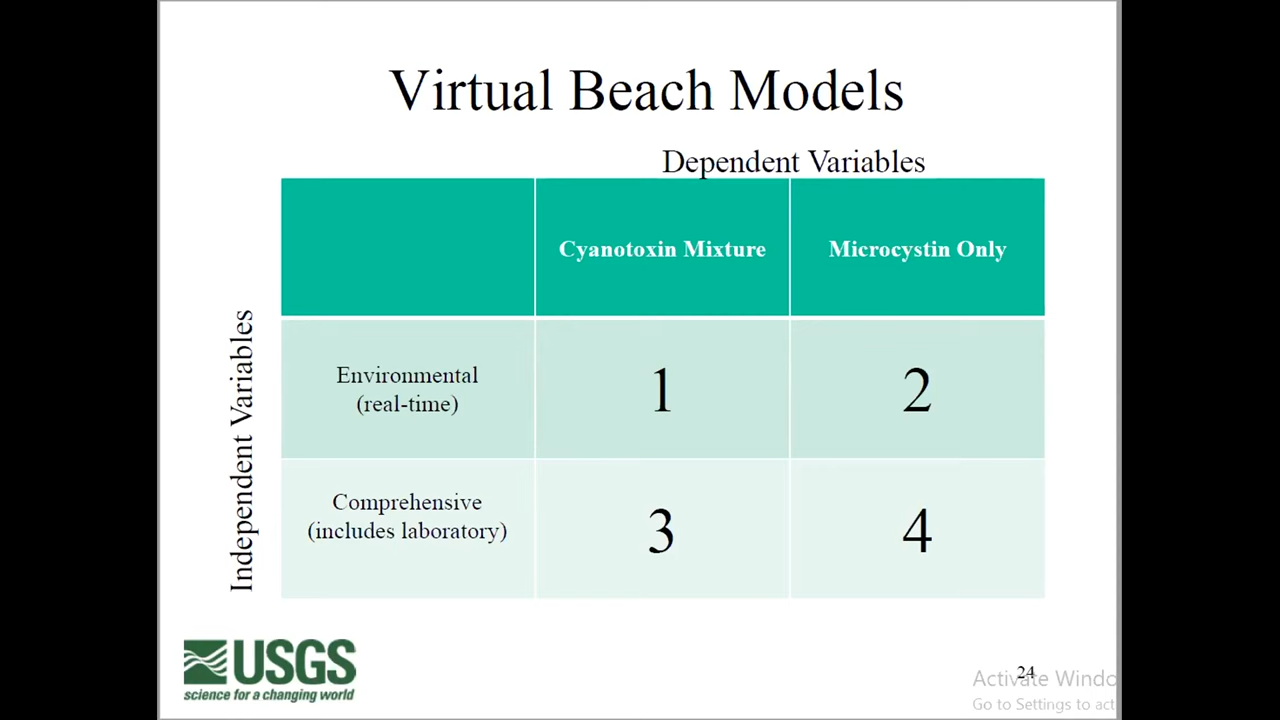 Virtual Beach Models
Dependent Variables
Cyanotoxin Mixture
Microcystin Only
Independent Variables
Environmental
(real-time)
1
2
Comprehensive
(includes laboratory)
3
4
USGS
science for a changing world
24
Activate Windo
Go to Settings to act